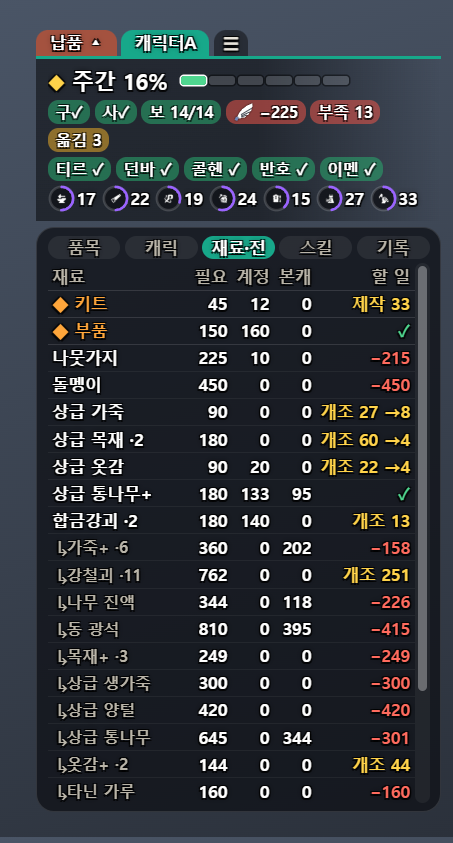 납품 ▲ 캐릭터A ☰
◆ 주간 16%
구✓ 사✓ 보 14/14 −225 부족 13
옮김 3
티르 ✓ 던바 ✓ 콜헨 ✓ 반호 ✓ 이멘 ✓
17 22 19 24 15 27 33
품목 캐릭 재료·전 스킬 기록
재료 필요 계정 본캐 할 일
◆ 키트 45 12 0 제작 33
◆ 부품 150 160 0 ✓
나뭇가지 225 10 0 −215
돌멩이 450 0 0 −450
상급 가죽 90 0 0 개조 27 →8
상급 목재 ·2 180 0 0 개조 60 →4
상급 옷감 90 20 0 개조 22 →4
상급 통나무+ 180 133 95 ✓
합금강괴 ·2 180 140 0 개조 13
↳가죽+ ·6 360 0 202 −158
↳강철괴 ·11 762 0 0 개조 251
↳나무 진액 344 0 118 −226
↳동 광석 810 0 395 −415
↳목재+ ·3 249 0 0 −249
↳상급 생가죽 300 0 0 −300
↳상급 양털 420 0 0 −420
↳상급 통나무 645 0 344 −301
↳옷감+ ·2 144 0 0 개조 44
↳타닌 가루 160 0 0 −160